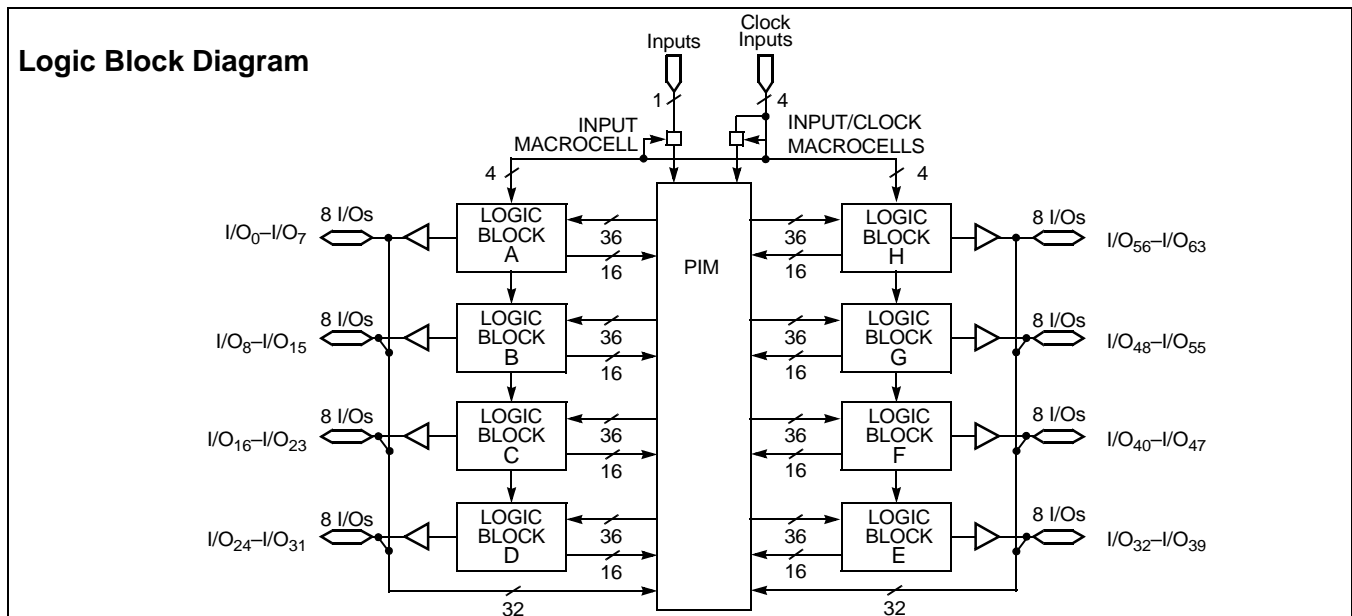 Logic Block Diagram
Inputs
Clock
Inputs
1
4
INPUT
MACROCELL
INPUT/CLOCK
MACROCELLS
4
4
PIM
I/O0–I/O7
8 I/Os
LOGIC
BLOCK
A
36
16
36
16
LOGIC
BLOCK
H
8 I/Os
I/O56–I/O63
I/O8–I/O15
8 I/Os
LOGIC
BLOCK
B
36
16
36
16
LOGIC
BLOCK
G
8 I/Os
I/O48–I/O55
I/O16–I/O23
8 I/Os
LOGIC
BLOCK
C
36
16
36
16
LOGIC
BLOCK
F
8 I/Os
I/O40–I/O47
I/O24–I/O31
8 I/Os
LOGIC
BLOCK
D
36
16
36
16
LOGIC
BLOCK
E
8 I/Os
I/O32–I/O39
32
32